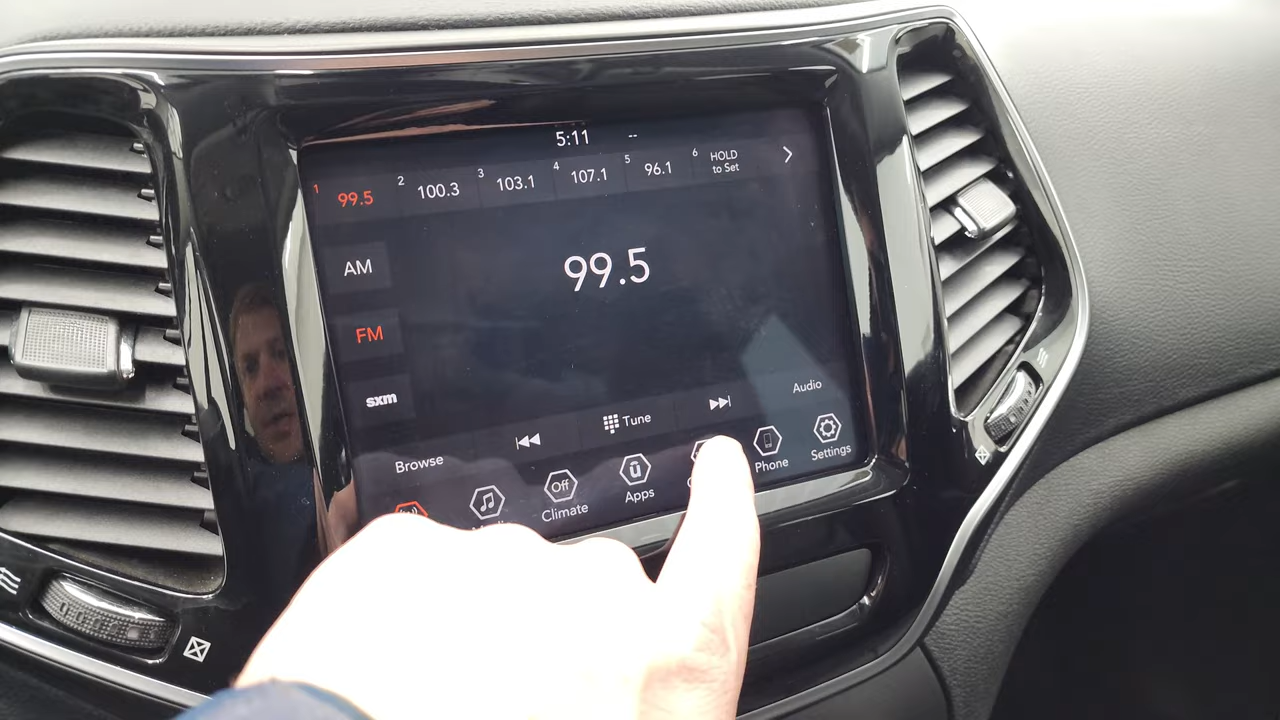 5:11 --
1 99.5 2 100.3 3 103.1 4 107.1 5 96.1 6 HOLD to Set
AM
99.5
FM
sxm
Audio
Browse Tune
Climate Off Apps ū Phone Settings